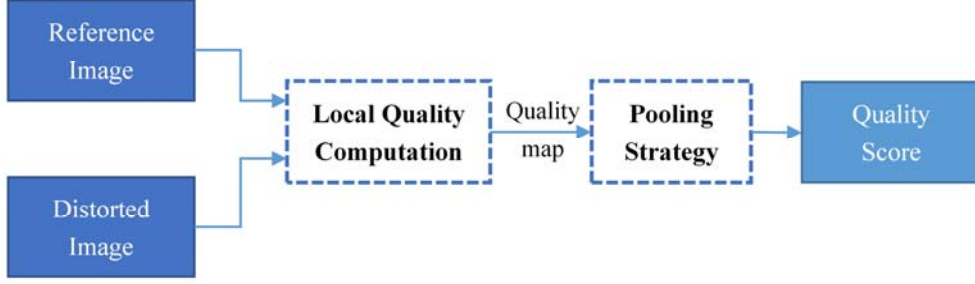 Reference
Image
Distorted
Image
Local Quality
Computation
Quality
map
Pooling
Strategy
Quality
Score